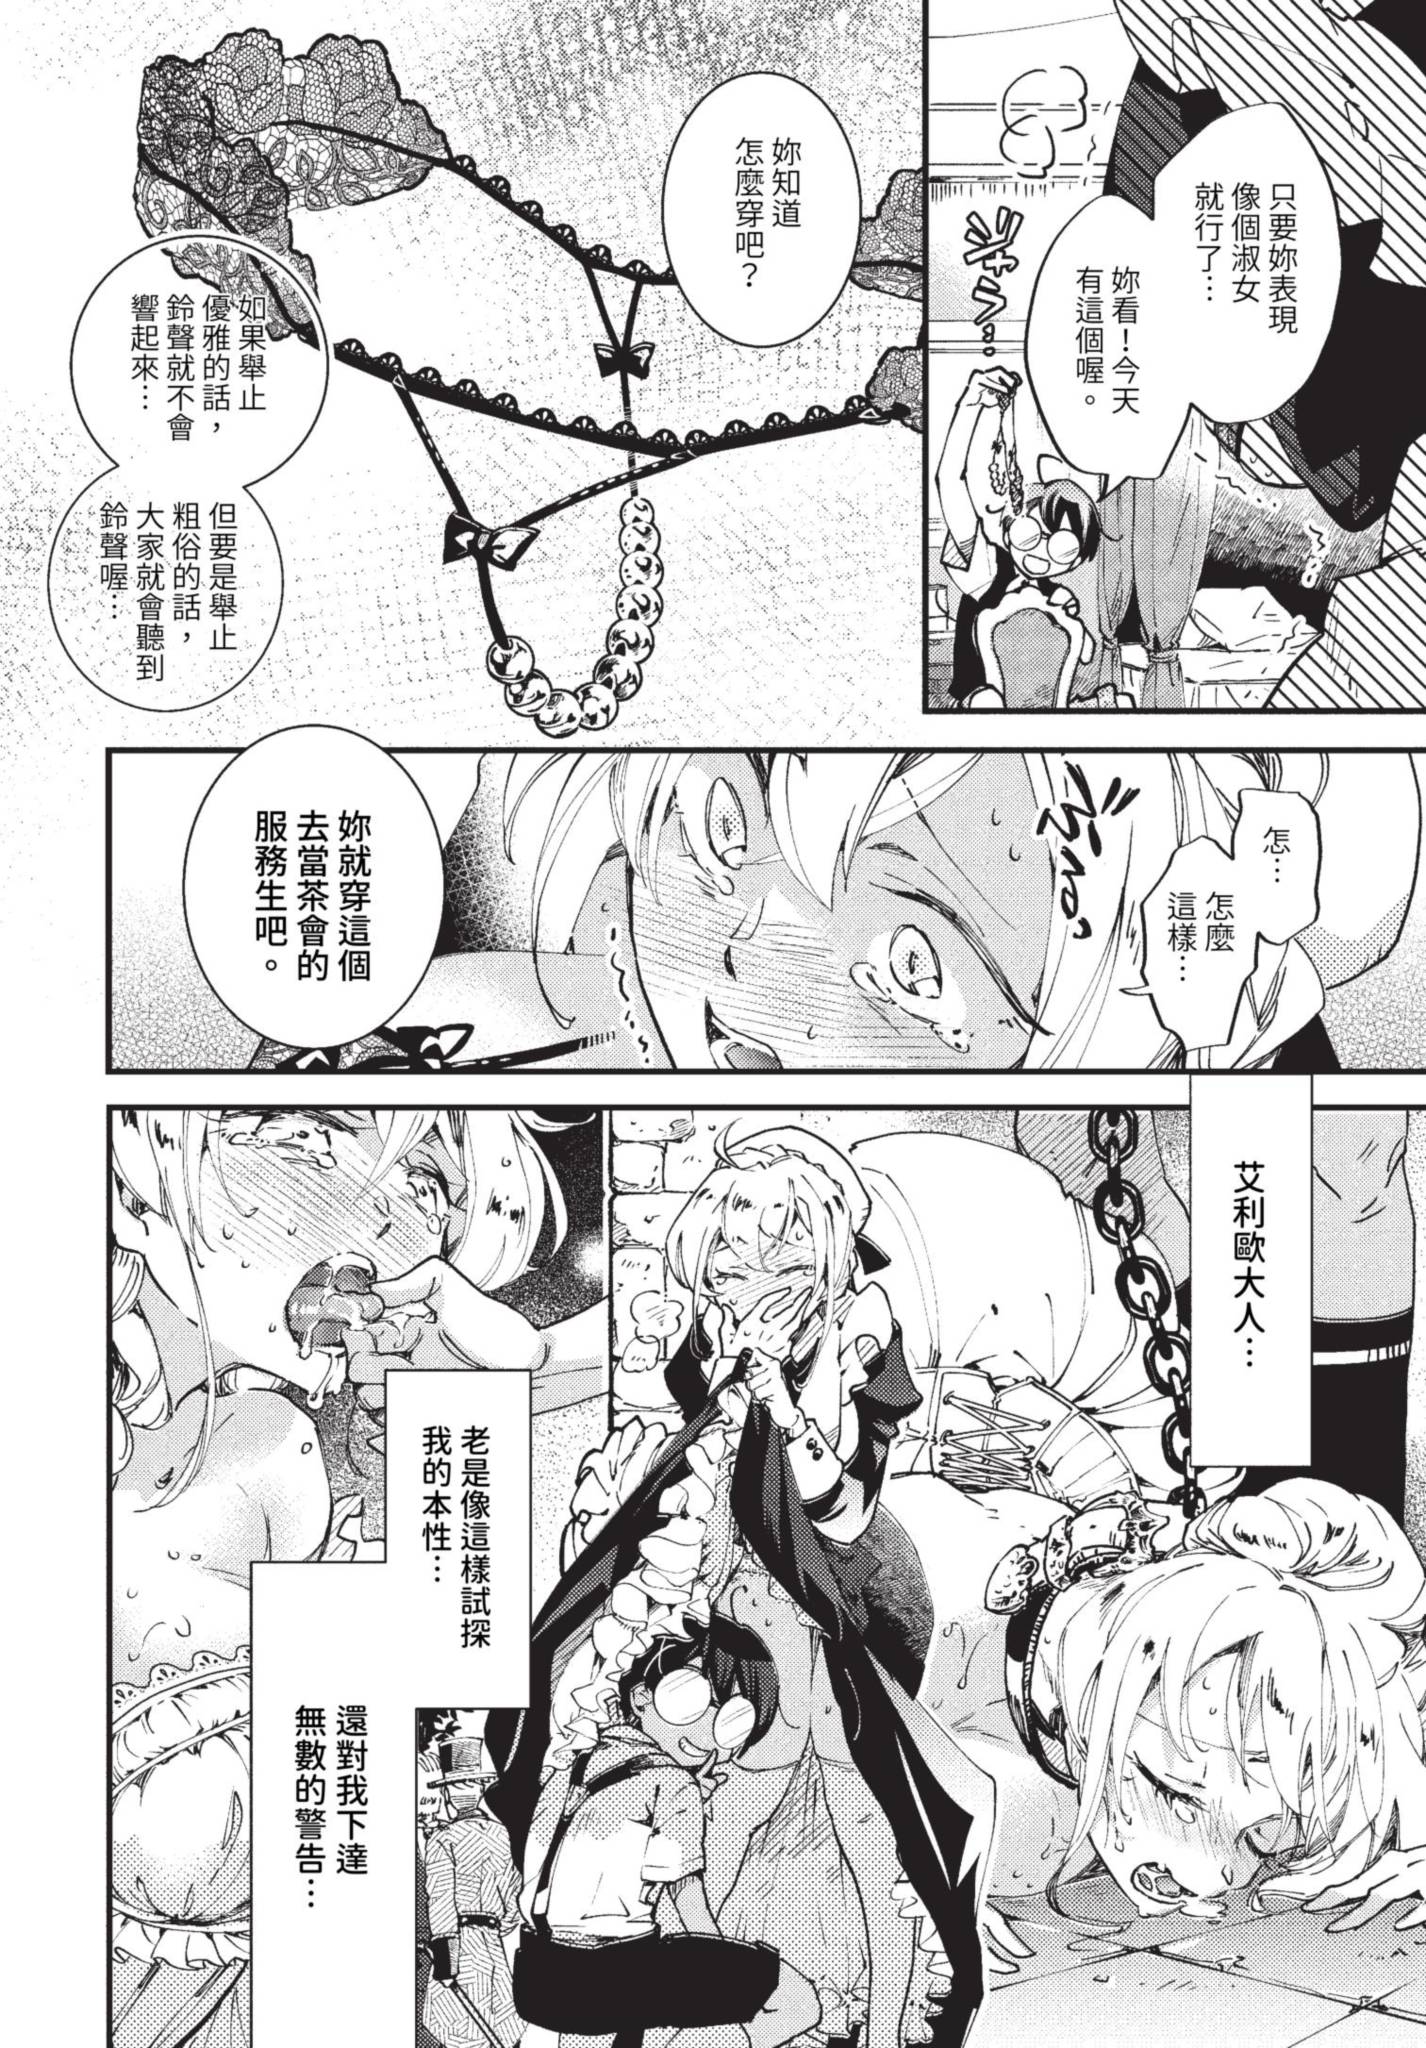 只要妳表現
像個淑女
就行了…
妳看！今天
有這個喔。
ジャラ…
妳知道
怎麼穿吧？
如果舉止
優雅的話，
鈴聲就不會
響起來…
但要是舉止
粗俗的話，
大家就會聽到
鈴聲喔…
怎…
怎麼
這樣…
妳就穿這個
去當茶會的
服務生吧。
艾利歐大人…
老是像這樣試探
我的本性…
還對我下達
無數的警告…